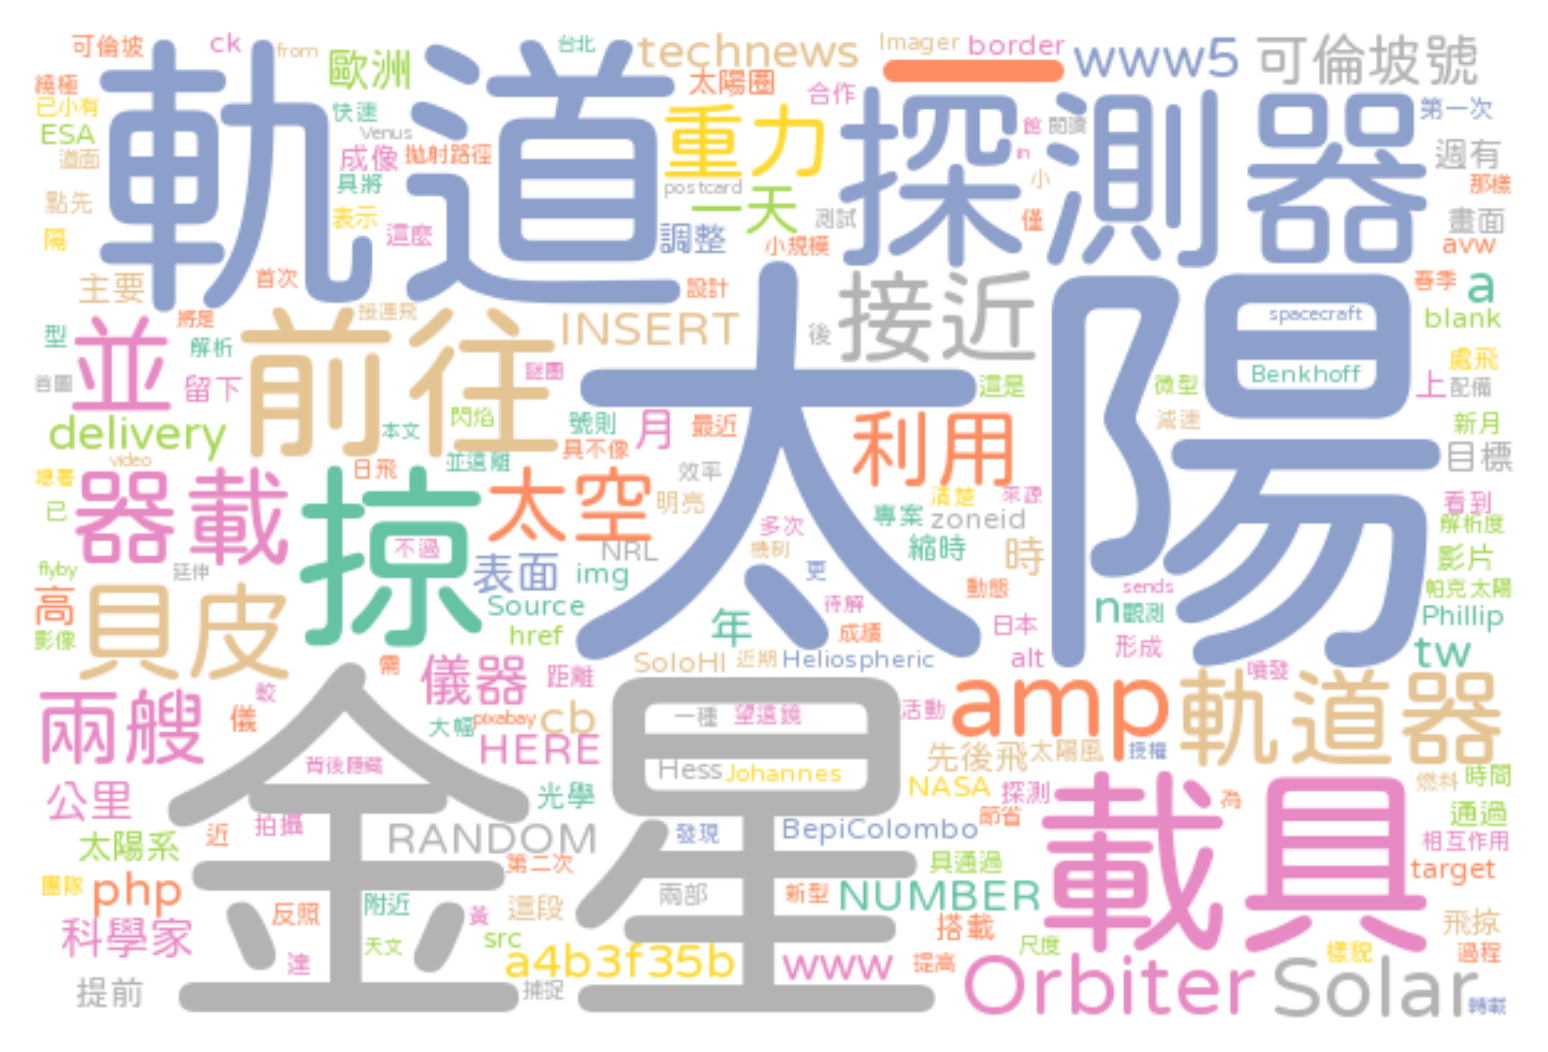 可倫坡 ck from 台北 technews Imager border www5 可倫坡號
繞極 歐洲 太陽圈 合作
已小有 快速 軌道 重力 探測器 第一次
ESA Venus 館 閱讀
道面 成像 拋射路徑 in 週有
具將 postcard 小 那樣
點先 表示 一天 測試 僅 畫面
隔 這麼 調整 小規模 avw
主要 首次 設計 接近 春季 a
將是 接連飛 INSERT 後 太陽 spacecraft blank
型 並 解析 前往 處飛
首圖 留下 謎團 這是 微型 Benkhoff 上 配備
delivery 本文 閃焰 號則 月 最近 利用 減速 新月
video 具不像 目標
想看 器載 日飛 並遠離 效率
已 掠 太空 明亮 清楚 來源 看到
多次 專案 zoneid 解析度
不過 NRL 機制 縮時 時 影片
flyby 延伸 表面 img 更 動態 sends 帕克 太陽
高 貝皮 Source 待解 n 觀測 Phillip
影像 href 年 成績 日本 形成 tw
需 儀器 距離 SoloHI 近期 Heliospheric alt 噴發
兩艘 較 儀 大幅 pixabay cb 金星 一種 望遠鏡 活動 amp 軌道器
HERE 先後飛 太陽風 授權
背後隱藏 Hess Johannes
公里 光學 NASA 探測 載具 為 燃料 時間
拍攝 節省 通過
太陽系 近 RANDOM 發現 BepiColombo 相互作用
第二次 具通過 target
團隊 php 兩部 新型 NUMBER
反照 附近 黃 這段 飛掠
科學家 天文 src 搭載 尺度 樣貌 過程
達 a4b3f35b www 提高
提前 捕捉 Orbiter Solar 轉載